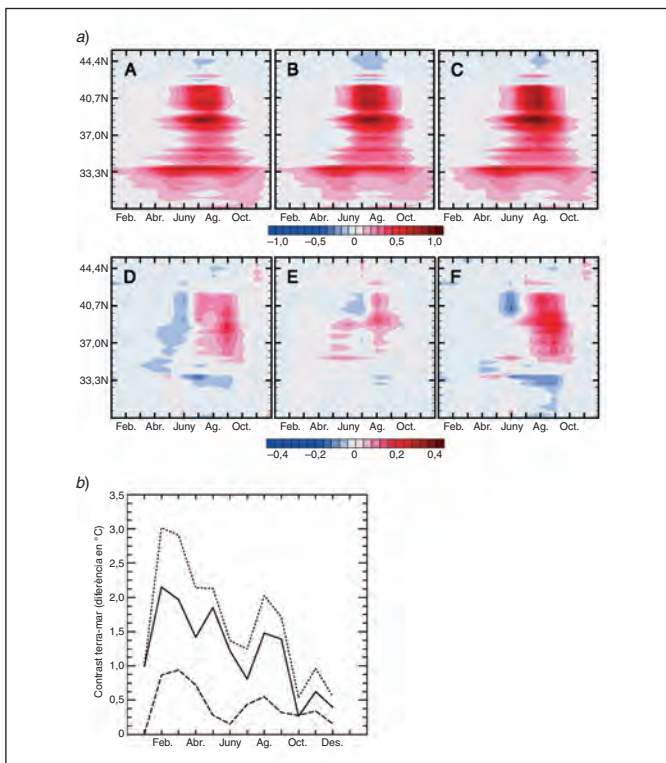 a)
44,4N
A
B
C
40,7N
37,0N
33,3N
Feb. Abr. Juny Ag. Oct. Feb. Abr. Juny Ag. Oct. Feb. Abr. Juny Ag. Oct.
–1,0 –0,5 0 0,5 1,0
44,4N
D
E
F
40,7N
37,0N
33,3N
Feb. Abr. Juny Ag. Oct. Feb. Abr. Juny Ag. Oct. Feb. Abr. Juny Ag. Oct.
–0,4 –0,2 0 0,2 0,4
b)
Contrast terra-mar (diferència en °C)
3,5
3,0
2,5
2,0
1,5
1,0
0,5
0
Feb. Abr. Juny Ag. Oct. Des.